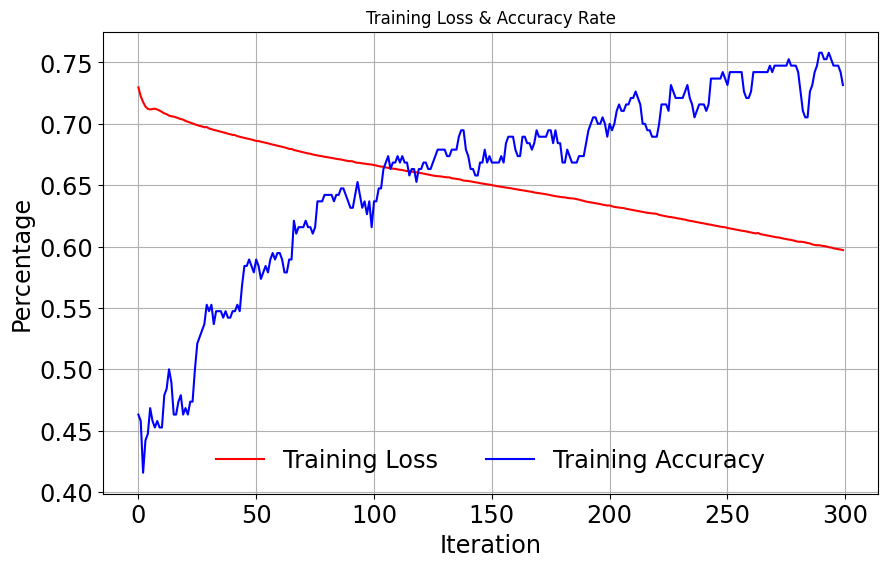 Training Loss & Accuracy Rate
0.75
0.70
0.65
0.60
0.55
0.50
0.45
0.40
Percentage
Training Loss Training Accuracy
0 50 100 150 200 250 300
Iteration